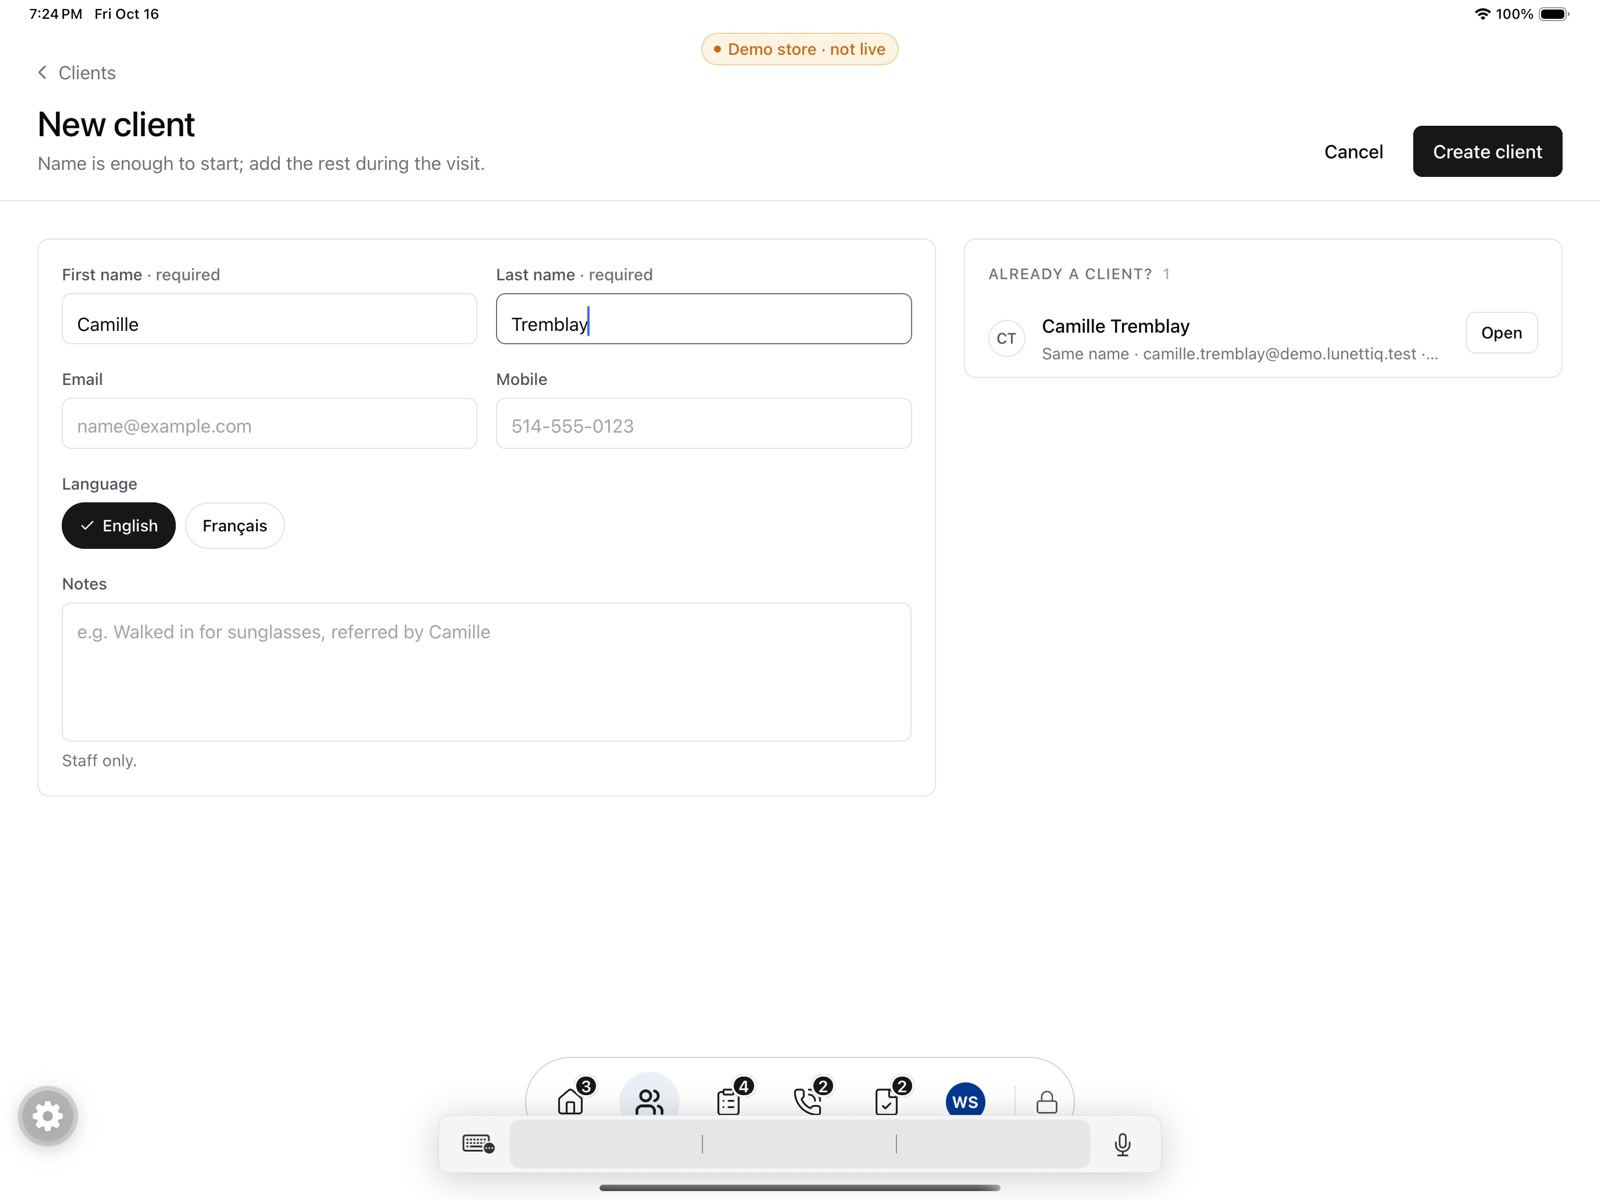 7:24 PM Fri Oct 16
100%
Demo store · not live
Clients
New client
Name is enough to start; add the rest during the visit.
Cancel
Create client
First name · required
Last name · required
Camille
Tremblay
Email
Mobile
name@example.com
514-555-0123
Language
English
Français
Notes
e.g. Walked in for sunglasses, referred by Camille
Staff only.
ALREADY A CLIENT? 1
CT
Camille Tremblay
Same name · camille.tremblay@demo.lunettiq.test ·...
Open
3
4
2
2
WS